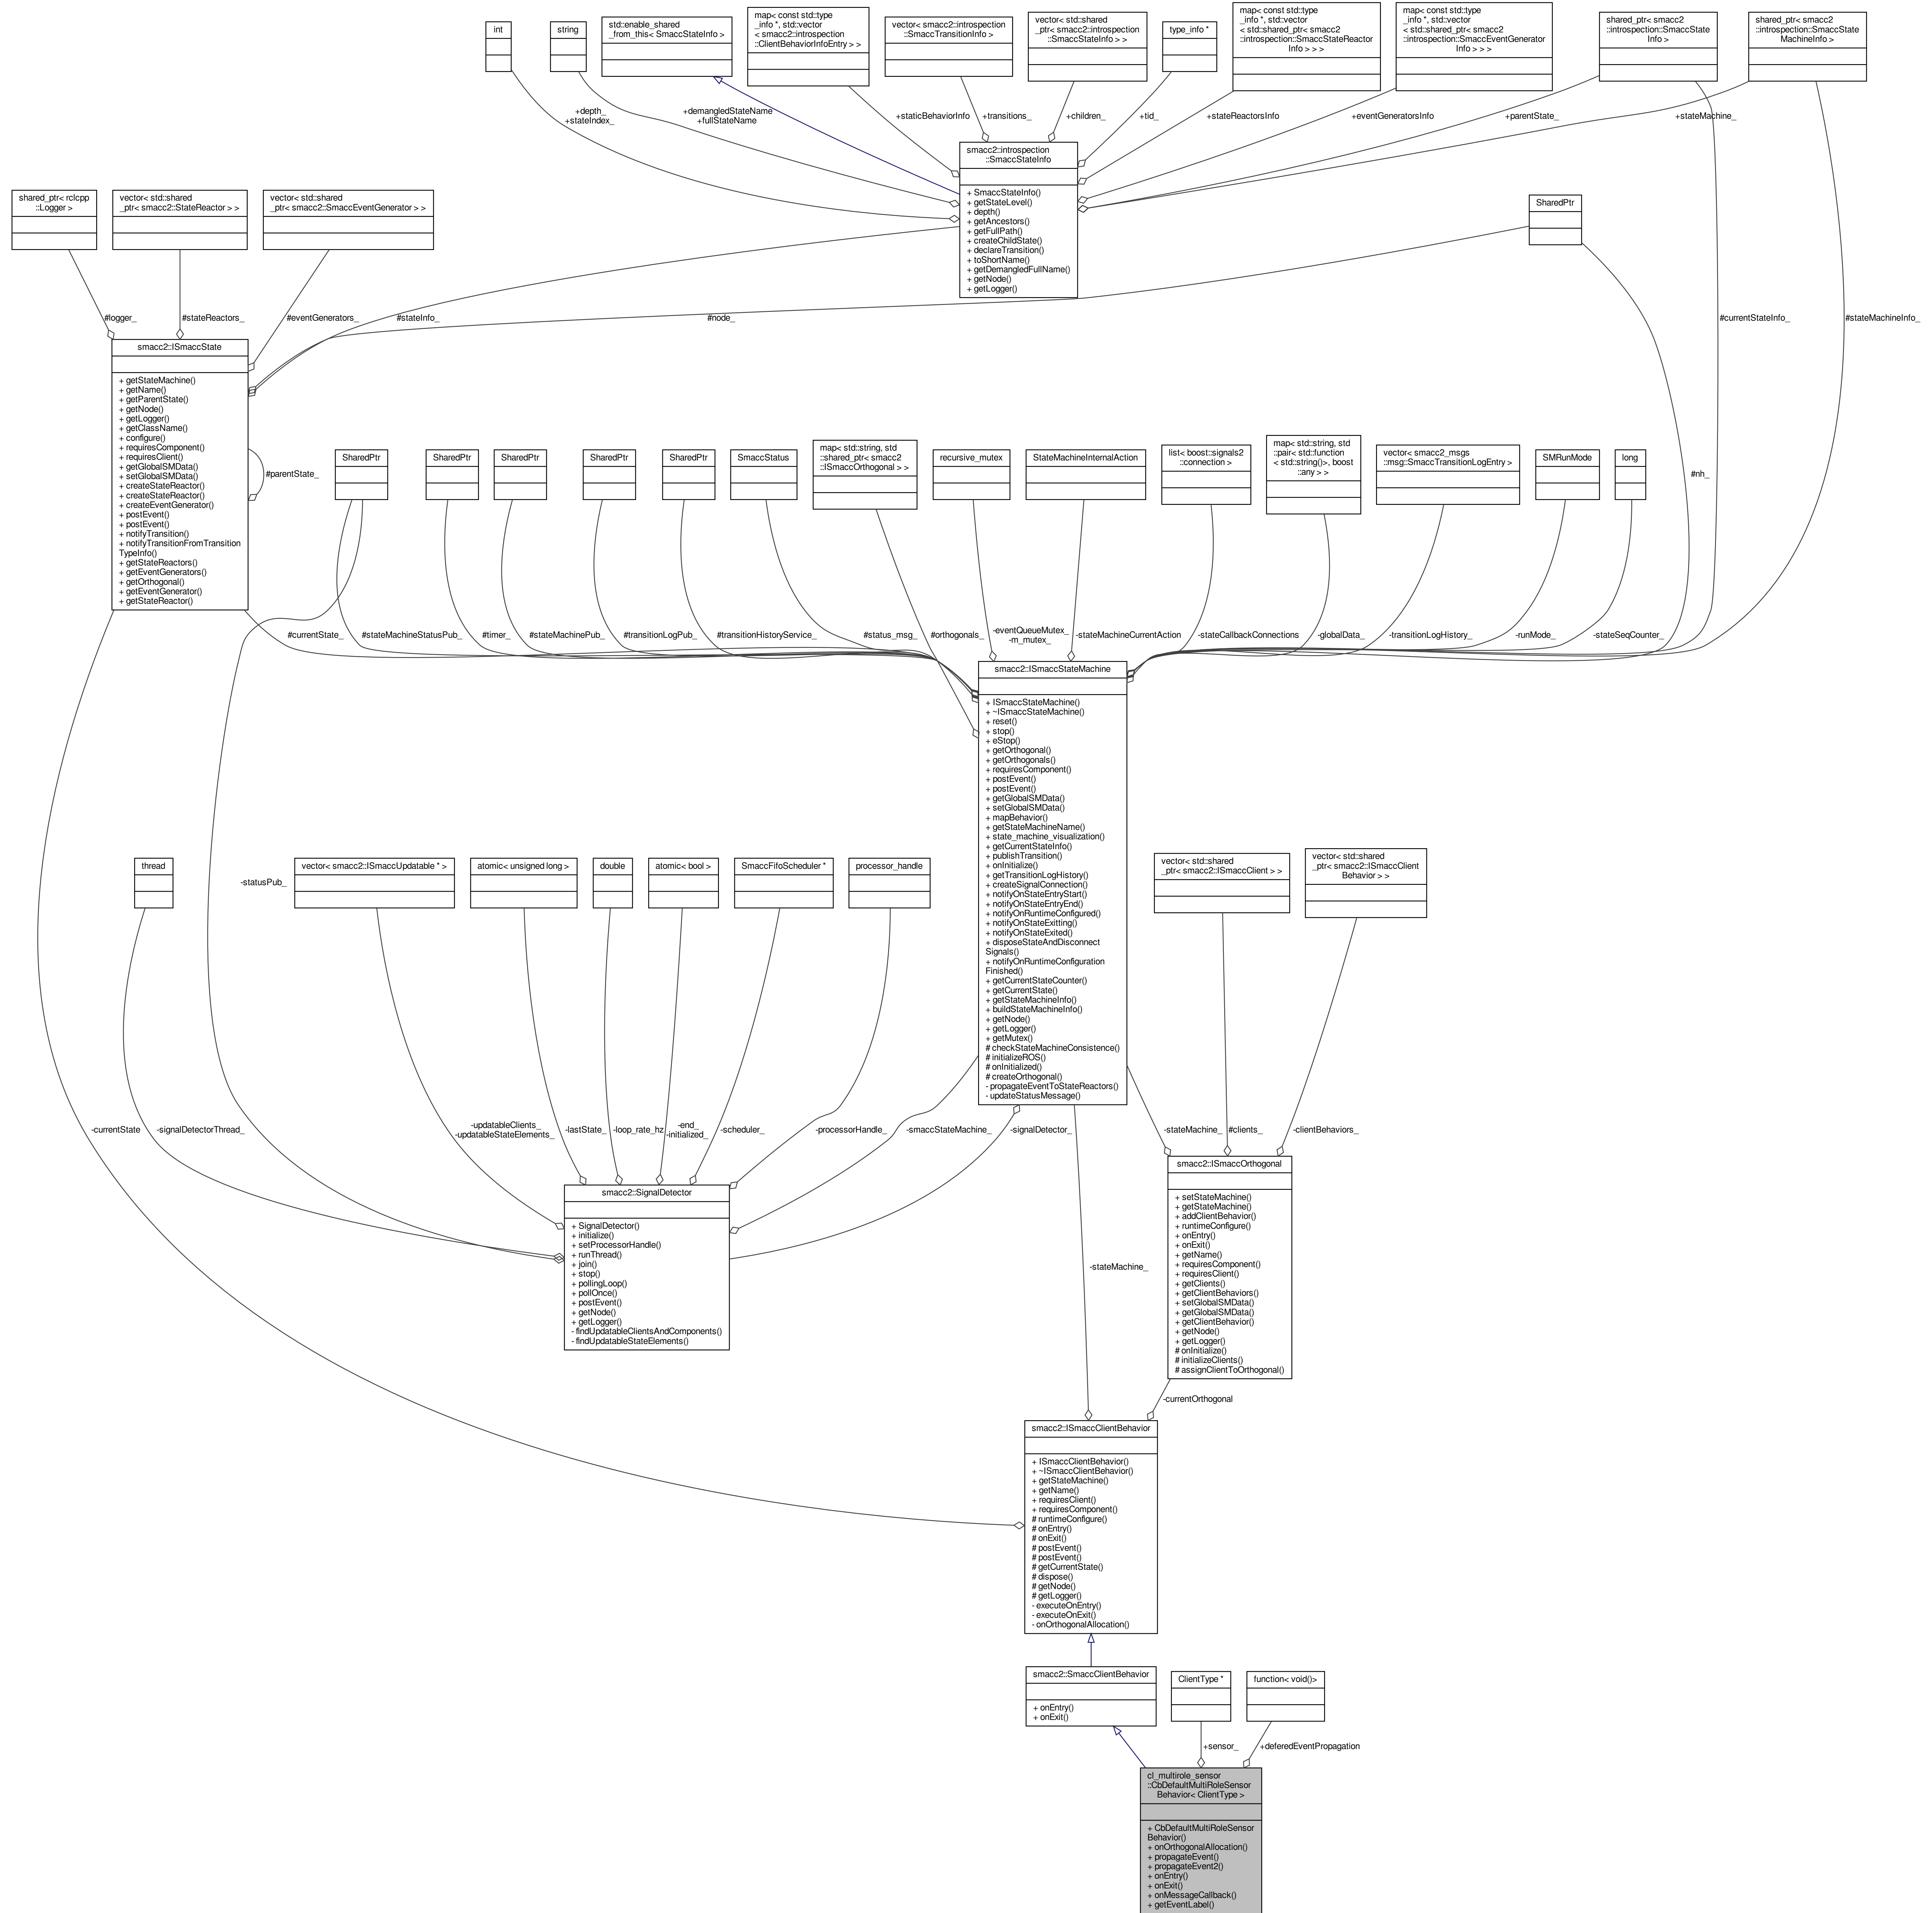 int
string
std::enable_shared
_from_this< SmaccStateInfo >
map< const std::type
_info *, std::vector
< smacc2::introspection
::ClientBehaviorInfoEntry > >
vector< smacc2::introspection
::SmaccTransitionInfo >
vector< std::shared
_ptr< smacc2::introspection
::SmaccStateInfo > >
type_info *
map< const std::type
_info *, std::vector
< std::shared_ptr< smacc2
::introspection::SmaccStateReactor
Info > > >
map< const std::type
_info *, std::vector
< std::shared_ptr< smacc2
::introspection::SmaccEventGenerator
Info > > >
shared_ptr< smacc2
::introspection::SmaccState
Info >
shared_ptr< smacc2
::introspection::SmaccState
MachineInfo >
+depth_
+stateIndex_
+demangledStateName
+fullStateName
+staticBehaviorInfo
+transitions_
+children_
+tid_
+stateReactorsInfo
+eventGeneratorsInfo
+parentState_
+stateMachine_
smacc2::introspection
::SmaccStateInfo
+ SmaccStateInfo()
+ getStateLevel()
+ depth()
+ getAncestors()
+ getFullPath()
+ createChildState()
+ declareTransition()
+ toShortName()
+ getDemangledFullName()
+ getNode()
+ getLogger()
shared_ptr< rclcpp
::Logger >
vector< std::shared
_ptr< smacc2::StateReactor > >
vector< std::shared
_ptr< smacc2::SmaccEventGenerator > >
SharedPtr
#logger_
#stateReactors_
#eventGenerators_
#stateInfo_
#node_
#currentStateInfo_
#stateMachineInfo_
smacc2::ISmaccState
+ getStateMachine()
+ getName()
+ getParentState()
+ getNode()
+ getLogger()
+ getClassName()
+ configure()
+ requiresComponent()
+ requiresClient()
+ getGlobalSMData()
+ setGlobalSMData()
+ createStateReactor()
+ createStateReactor()
+ createEventGenerator()
+ postEvent()
+ postEvent()
+ notifyTransition()
+ notifyTransitionFromTransition
TypeInfo()
+ getStateReactors()
+ getEventGenerators()
+ getOrthogonal()
+ getEventGenerator()
+ getStateReactor()
#parentState_
SharedPtr
SharedPtr
SharedPtr
SharedPtr
SharedPtr
SmaccStatus
map< std::string, std
::shared_ptr< smacc2
::ISmaccOrthogonal > >
recursive_mutex
StateMachineInternalAction
list< boost::signals2
::connection >
map< std::string, std
::pair< std::function
< std::string()>, boost
::any > >
vector< smacc2_msgs
::msg::SmaccTransitionLogEntry >
SMRunMode
long
#nh_
#currentState_
#stateMachineStatusPub_
#timer_
#stateMachinePub_
#transitionLogPub_
#transitionHistoryService_
#status_msg_
#orthogonals_
-eventQueueMutex_
-m_mutex_
-stateMachineCurrentAction
-stateCallbackConnections
-globalData_
-transitionLogHistory_
-runMode_
-stateSeqCounter_
smacc2::ISmaccStateMachine
+ ISmaccStateMachine()
+ ~ISmaccStateMachine()
+ reset()
+ stop()
+ eStop()
+ getOrthogonal()
+ getOrthogonals()
+ requiresComponent()
+ postEvent()
+ postEvent()
+ getGlobalSMData()
+ setGlobalSMData()
+ mapBehavior()
+ getStateMachineName()
+ state_machine_visualization()
+ getCurrentStateInfo()
+ publishTransition()
+ onInitialize()
+ getTransitionLogHistory()
+ createSignalConnection()
+ notifyOnStateEntryStart()
+ notifyOnStateEntryEnd()
+ notifyOnRuntimeConfigured()
+ notifyOnStateExitting()
+ notifyOnStateExited()
+ disposeStateAndDisconnect
Signals()
+ notifyOnRuntimeConfiguration
Finished()
+ getCurrentStateCounter()
+ getCurrentState()
+ getStateMachineInfo()
+ buildStateMachineInfo()
+ getNode()
+ getLogger()
+ getMutex()
# checkStateMachineConsistence()
# initializeROS()
# onInitialized()
# createOrthogonal()
- propagateEventToStateReactors()
- updateStatusMessage()
thread
-statusPub_
vector< smacc2::ISmaccUpdatable * >
atomic< unsigned long >
double
atomic< bool >
SmaccFifoScheduler *
processor_handle
vector< std::shared
_ptr< smacc2::ISmaccClient > >
vector< std::shared
_ptr< smacc2::ISmaccClient
Behavior > >
-currentState
-signalDetectorThread_
-updatableClients_
-updatableStateElements_
-lastState_
-loop_rate_hz
-end_
-initialized_
-scheduler_
-processorHandle_
-smaccStateMachine_
-signalDetector_
-stateMachine_
#clients_
-clientBehaviors_
smacc2::SignalDetector
+ SignalDetector()
+ initialize()
+ setProcessorHandle()
+ runThread()
+ join()
+ stop()
+ pollingLoop()
+ pollOnce()
+ postEvent()
+ getNode()
+ getLogger()
- findUpdatableClientsAndComponents()
- findUpdatableStateElements()
smacc2::ISmaccOrthogonal
+ setStateMachine()
+ getStateMachine()
+ addClientBehavior()
+ runtimeConfigure()
+ onEntry()
+ onExit()
+ getName()
+ requiresComponent()
+ requiresClient()
+ getClients()
+ getClientBehaviors()
+ setGlobalSMData()
+ getGlobalSMData()
+ getClientBehavior()
+ getNode()
+ getLogger()
# onInitialize()
# initializeClients()
# assignClientToOrthogonal()
-stateMachine_
-currentOrthogonal
smacc2::ISmaccClientBehavior
+ ISmaccClientBehavior()
+ ~ISmaccClientBehavior()
+ getStateMachine()
+ getName()
+ requiresClient()
+ requiresComponent()
# runtimeConfigure()
# onEntry()
# onExit()
# postEvent()
# postEvent()
# getCurrentState()
# dispose()
# getNode()
# getLogger()
- executeOnEntry()
- executeOnExit()
- onOrthogonalAllocation()
smacc2::SmaccClientBehavior
+ onEntry()
+ onExit()
ClientType *
function< void()>
+sensor_
+deferedEventPropagation
cl_multirole_sensor
::CbDefaultMultiRoleSensor
Behavior< ClientType >
+ CbDefaultMultiRoleSensor
Behavior()
+ onOrthogonalAllocation()
+ propagateEvent()
+ propagateEvent2()
+ onEntry()
+ onExit()
+ onMessageCallback()
+ getEventLabel()